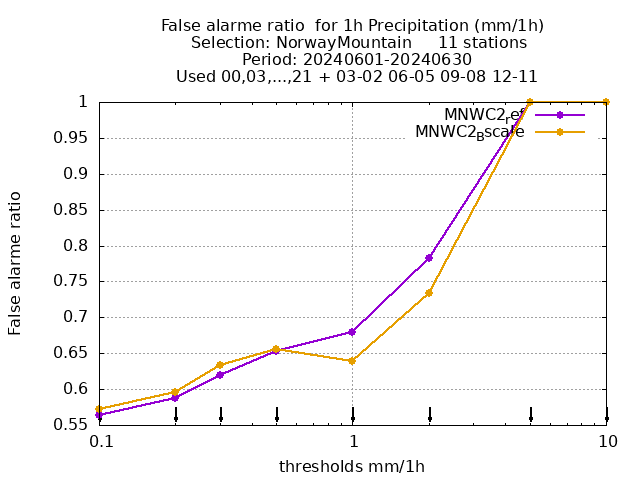 False alarme ratio  for 1h Precipitation (mm/1h)
Selection: NorwayMountain     11 stations
Period: 20240601-20240630
Used 00,03,...,21 + 03-02 06-05 09-08 12-11
MNWC2ref
MNWC2Bscale
1
0.95
0.9
0.85
0.8
0.75
0.7
0.65
0.6
0.55
False alarme ratio
0.1
1
10
thresholds mm/1h